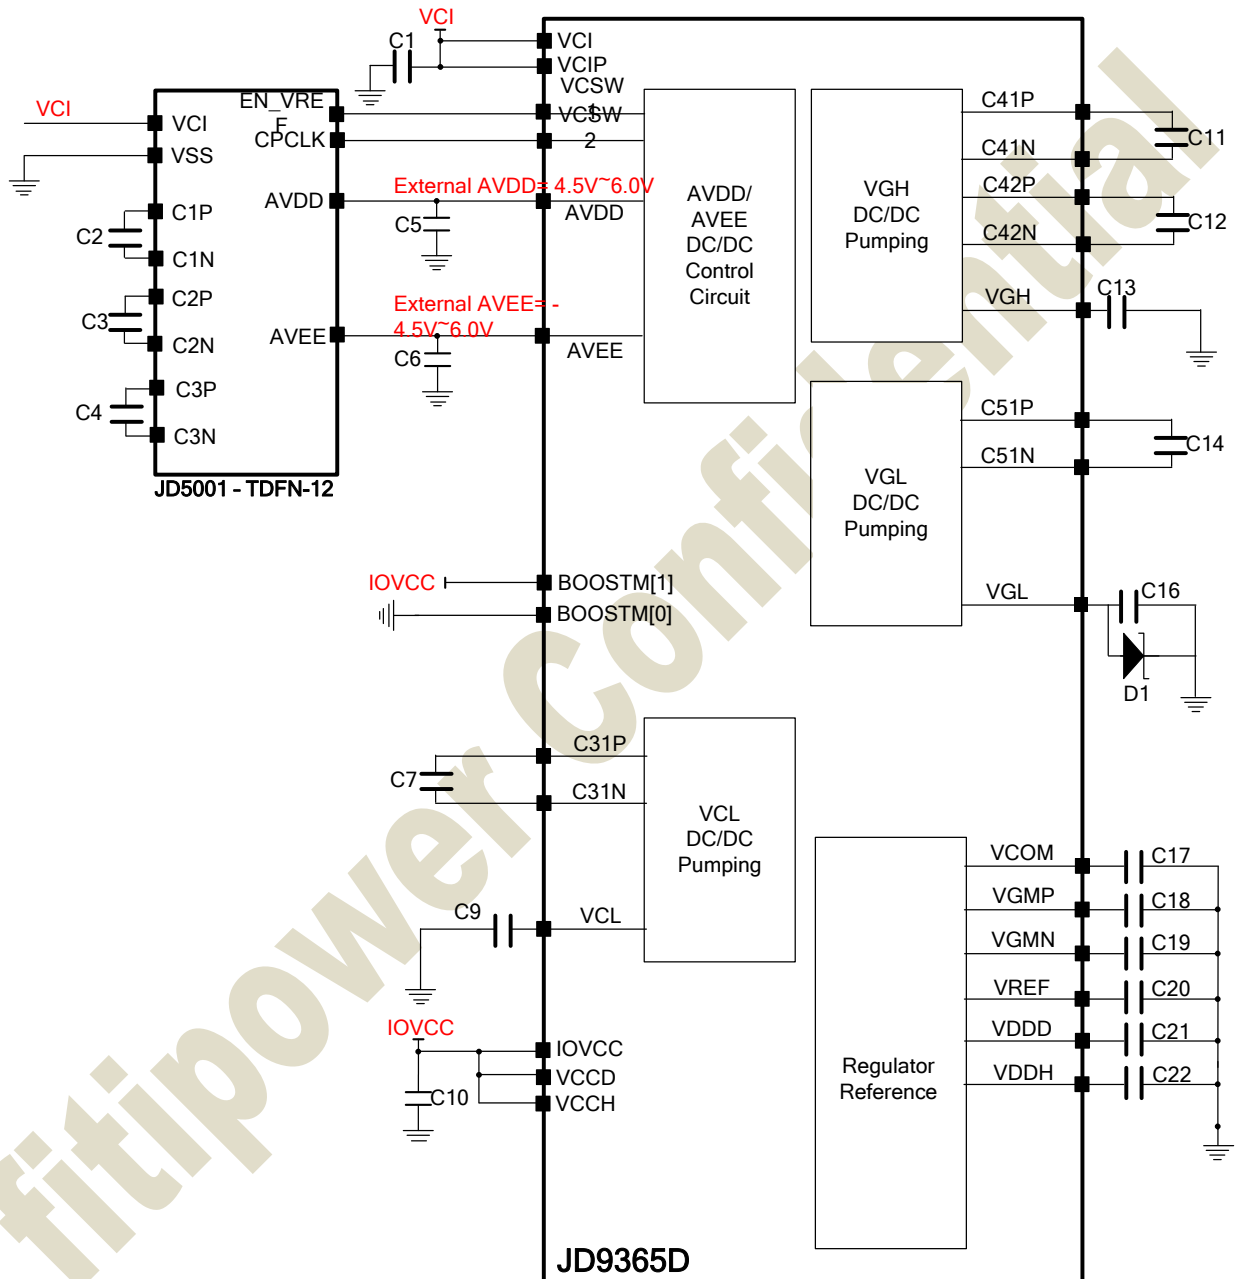 VCI
C1
VCI
VCIP
VCSW
1
VCSW
2
VCI
EN_VRE
F
CPCLK
VCI
VSS
C1P
C2
C1N
C2P
C3
C2N
C3P
C4
C3N
AVDD
AVEE
JD5001 - TDFN-12
External AVDD= 4.5V~6.0V
C5
AVDD
External AVEE= -
4.5V~6.0V
C6
AVEE
AVDD/
AVEE
DC/DC
Control
Circuit
VGH
DC/DC
Pumping
C41P
C41N
C11
C42P
C42N
C12
VGH
C13
VGL
DC/DC
Pumping
C51P
C51N
C14
VGL
C16
D1
IOVCC
BOOSTM[1]
BOOSTM[0]
C31P
C7
C31N
VCL
DC/DC
Pumping
C9
VCL
IOVCC
C10
IOVCC
VCCD
VCCH
Regulator
Reference
VCOM
C17
VGMP
C18
VGMN
C19
VREF
C20
VDDD
C21
VDDH
C22
JD9365D
fitipower Confidential